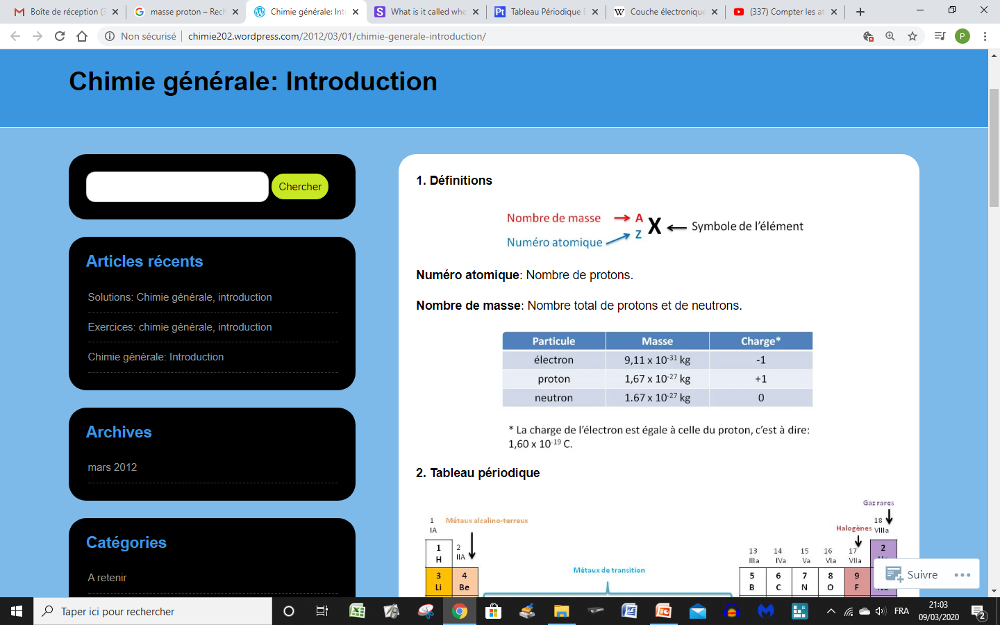 Boîte de réception (3
masse proton – Rech
Chimie générale: Intr
What is it called whe
Tableau Périodique D
Couche électronique
(337) Compter les at
Non sécurisé
chimie202.wordpress.com/2012/03/01/chimie-generale-introduction/
P
Chimie générale: Introduction
Chercher
Articles récents
Solutions: Chimie générale, introduction
Exercices: chimie générale, introduction
Chimie générale: Introduction
Archives
mars 2012
Catégories
A retenir
1. Définitions
Nombre de masse A
X Symbole de l'élément
Numéro atomique Z
Numéro atomique: Nombre de protons.
Nombre de masse: Nombre total de protons et de neutrons.
Particule Masse Charge*
électron 9,11 x 10⁻³¹ kg -1
proton 1,67 x 10⁻²⁷ kg +1
neutron 1.67 x 10⁻²⁷ kg 0
* La charge de l'électron est égale à celle du proton, c'est à dire:
1,60 x 10⁻¹⁹ C.
2. Tableau périodique
Gaz rares
1 Métaux alcalino-terreux 18
IA Halogènes VIIIa
1 2 13 14 15 16 17 2
H IIA IIIa IVa Va VIa VIIa
Métaux de transition
3 4 5 6 7 8 9
Li Be B C N O F
Suivre
Taper ici pour rechercher
FRA
21:03
09/03/2020
2